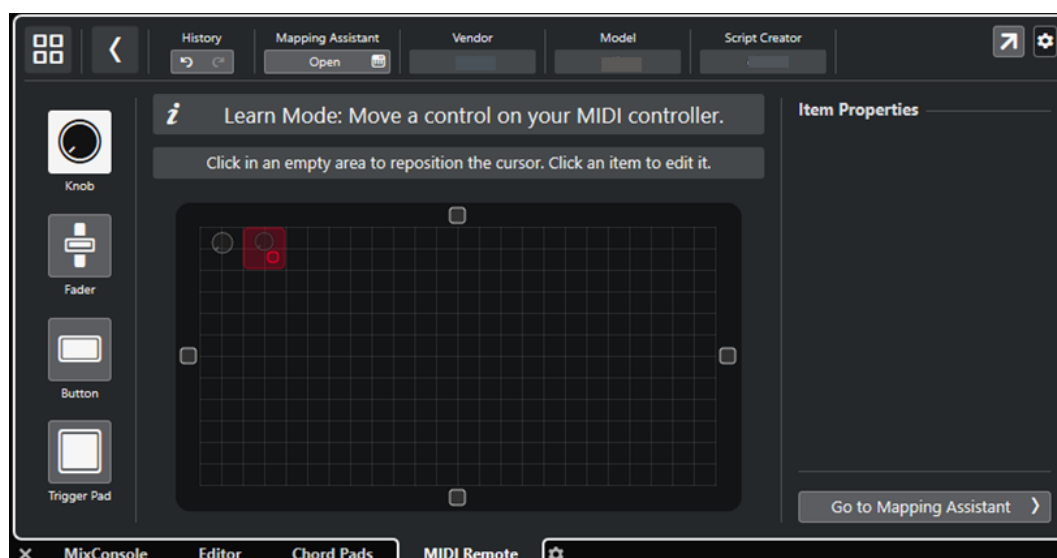 History
Mapping Assistant
Vendor
Model
Script Creator
Open
i
Learn Mode: Move a control on your MIDI controller.
Click in an empty area to reposition the cursor. Click an item to edit it.
Item Properties
Knob
Fader
Button
Trigger Pad
Go to Mapping Assistant
MixConsole
Editor
Chord Pads
MIDI Remote